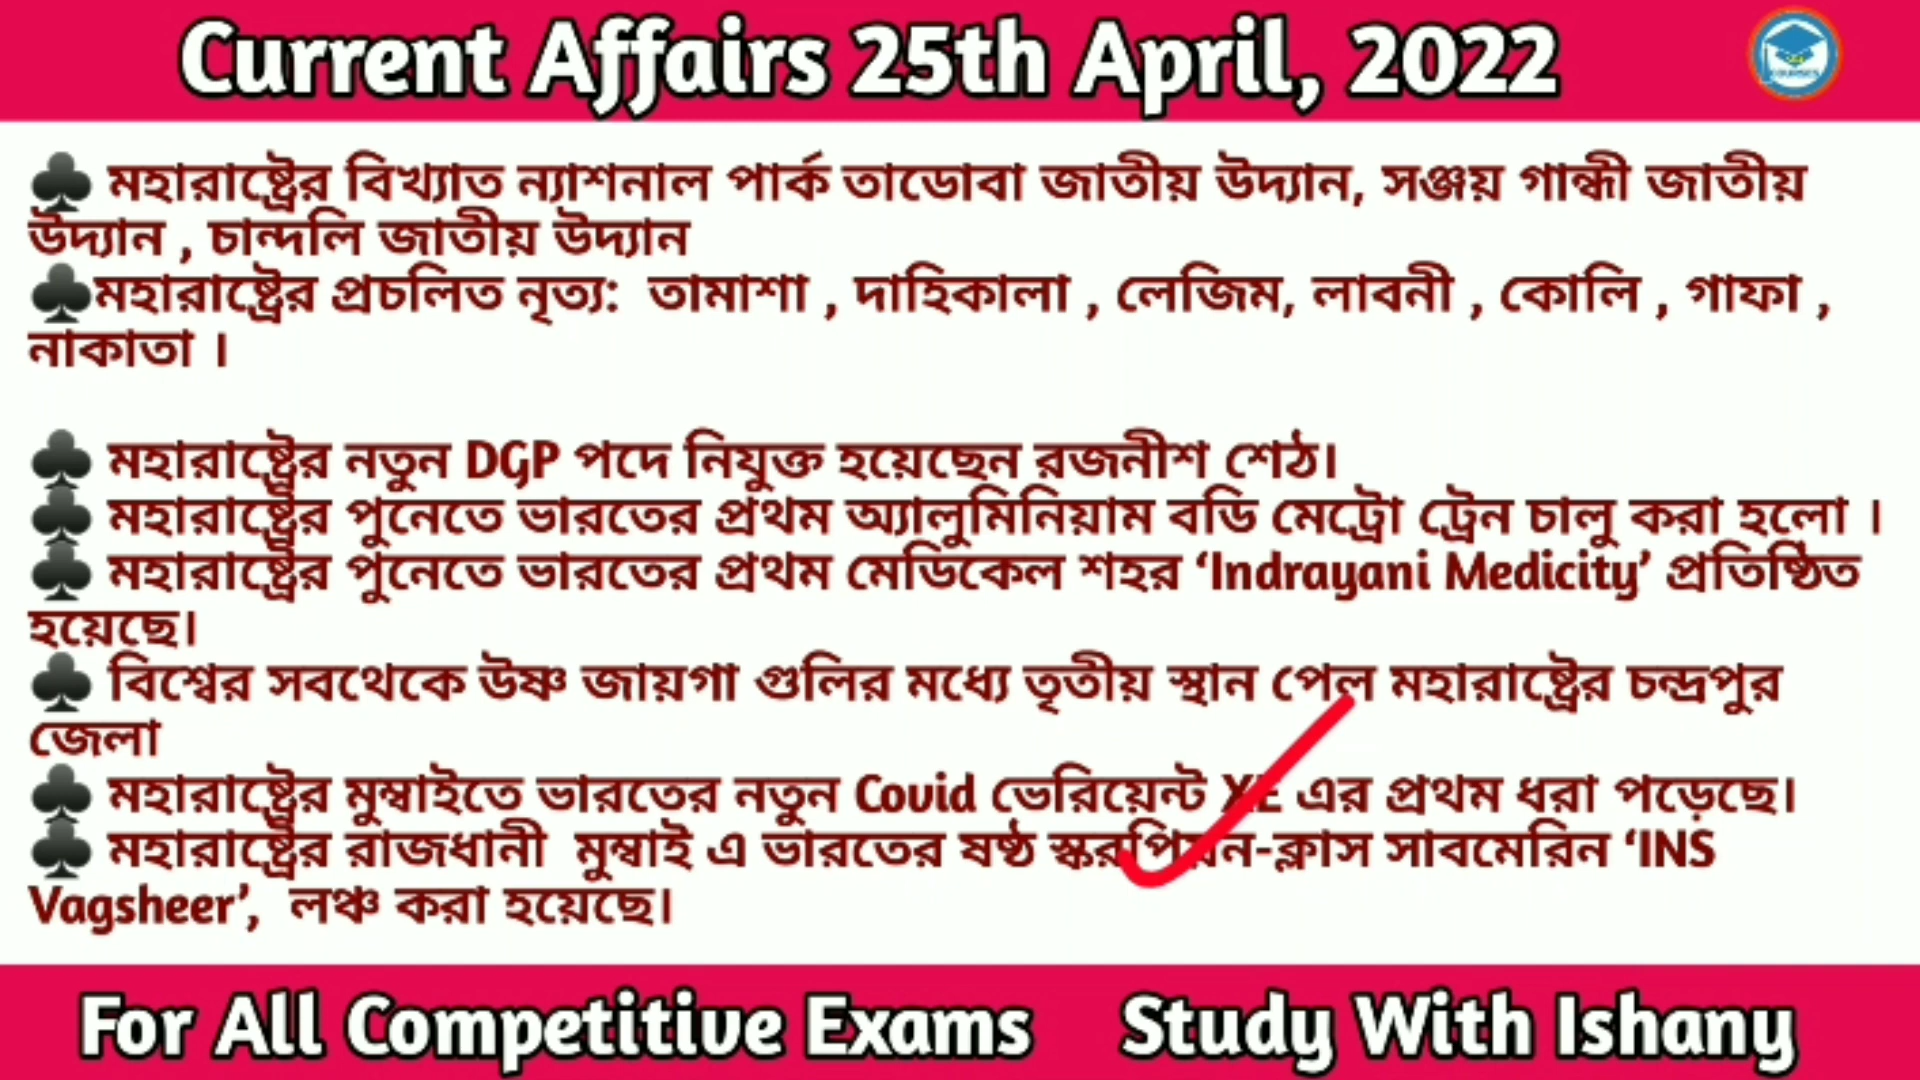 Current Affairs 25th April, 2022
COURSES
♣ মহারাষ্ট্রের বিখ্যাত ন্যাশনাল পার্ক তাডোবা জাতীয় উদ্যান, সঞ্জয় গান্ধী জাতীয়
উদ্যান , চান্দলি জাতীয় উদ্যান
♣মহারাষ্ট্রের প্রচলিত নৃত্য: তামাশা , দাহিকালা , লেজিম, লাবনী , কোলি , গাফা ,
নাকাতা ।
♣ মহারাষ্ট্রের নতুন DGP পদে নিযুক্ত হয়েছেন রজনীশ শেঠ।
♣ মহারাষ্ট্রের পুনেতে ভারতের প্রথম অ্যালুমিনিয়াম বডি মেট্রো ট্রেন চালু করা হলো ।
♣ মহারাষ্ট্রের পুনেতে ভারতের প্রথম মেডিকেল শহর ‘Indrayani Medicity’ প্রতিষ্ঠিত
হয়েছে।
♣ বিশ্বের সবথেকে উষ্ণ জায়গা গুলির মধ্যে তৃতীয় স্থান পেল মহারাষ্ট্রের চন্দ্রপুর
জেলা
♣ মহারাষ্ট্রের মুম্বাইতে ভারতের নতুন Covid ভেরিয়েন্ট XE এর প্রথম ধরা পড়েছে।
♣ মহারাষ্ট্রের রাজধানী মুম্বাই এ ভারতের ষষ্ঠ স্করপিয়ন-ক্লাস সাবমেরিন ‘INS
Vagsheer’, লঞ্চ করা হয়েছে।
For All Competitive Exams Study With Ishany